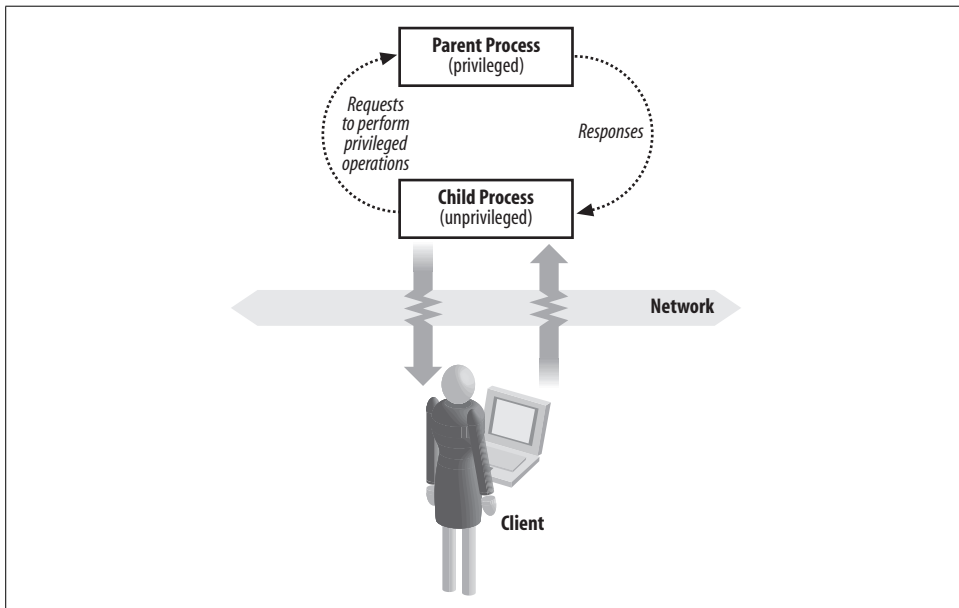 Parent Process
(privileged)
Requests
to perform
privileged
operations
Responses
Child Process
(unprivileged)
Network
Client